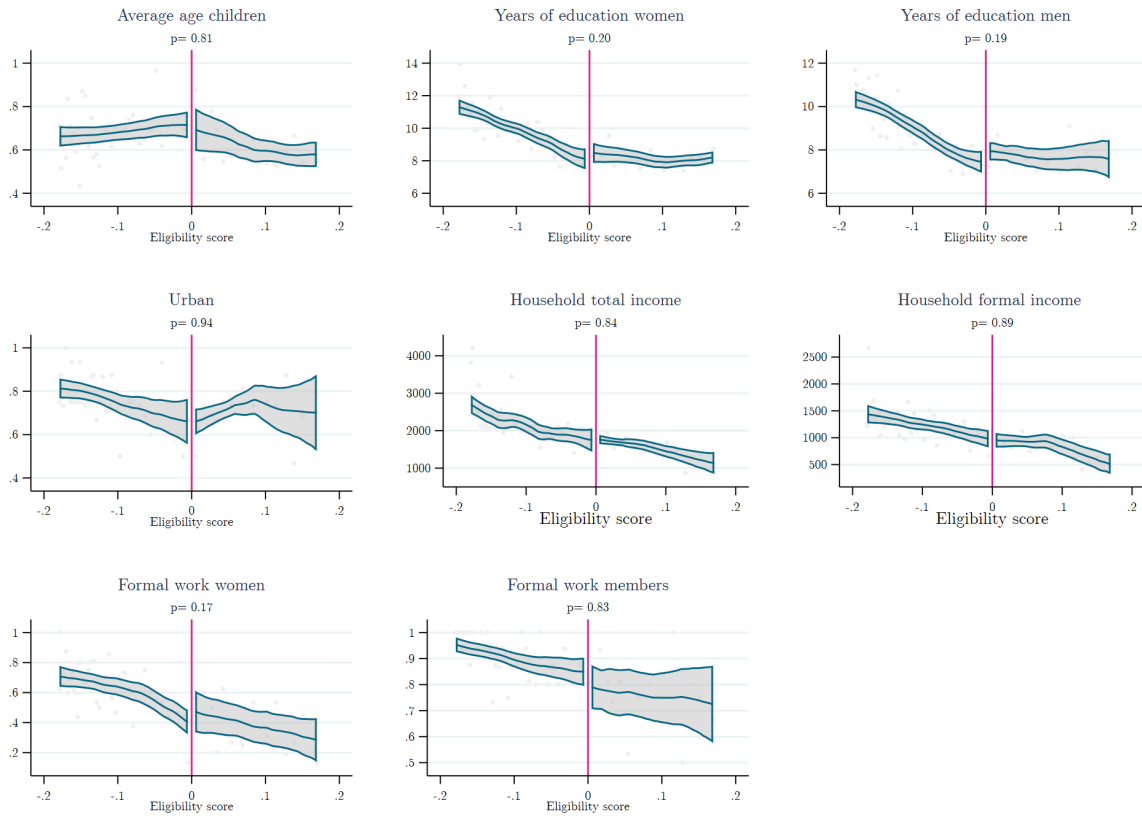 Average age children
p= 0.81
1
.8
.6
.4
-.2 -.1 0 .1 .2
Eligibility score
Years of education women
p= 0.20
14
12
10
8
6
-.2 -.1 0 .1 .2
Eligibility score
Years of education men
p= 0.19
12
10
8
6
-.2 -.1 0 .1 .2
Eligibility score
Urban
p= 0.94
1
.8
.6
.4
-.2 -.1 0 .1 .2
Eligibility score
Household total income
p= 0.84
4000
3000
2000
1000
-.2 -.1 0 .1 .2
Eligibility score
Household formal income
p= 0.89
2500
2000
1500
1000
500
-.2 -.1 0 .1 .2
Eligibility score
Formal work women
p= 0.17
1
.8
.6
.4
.2
-.2 -.1 0 .1 .2
Eligibility score
Formal work members
p= 0.83
1
.9
.8
.7
.6
.5
-.2 -.1 0 .1 .2
Eligibility score